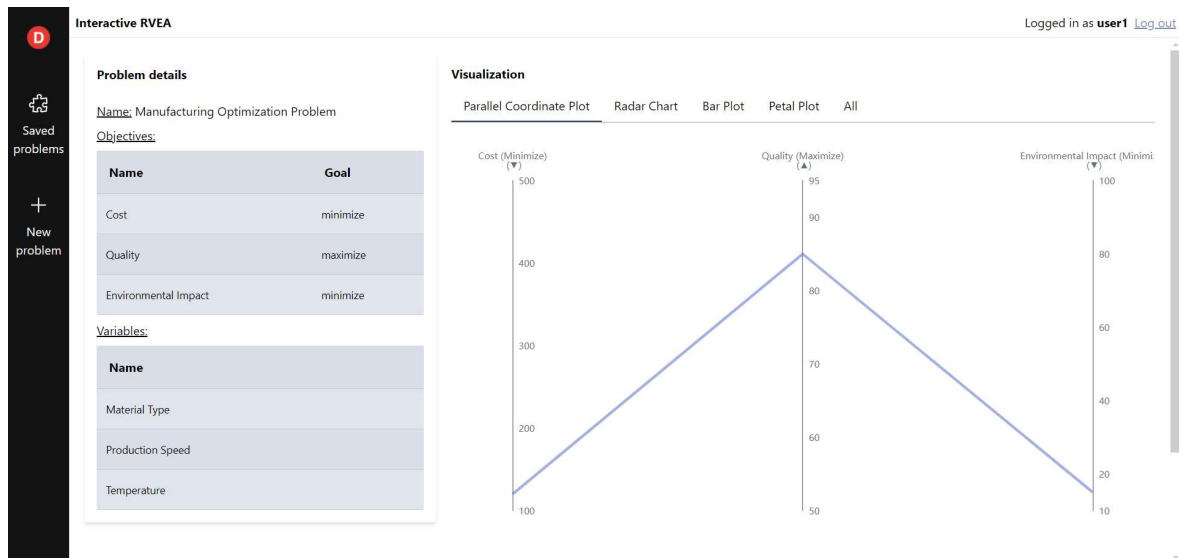 Interactive RVEA
Logged in as user1 Log out
D
Saved
problems
New
problem
Problem details
Name: Manufacturing Optimization Problem
Objectives:
Name Goal
Cost minimize
Quality maximize
Environmental Impact minimize
Variables:
Name
Material Type
Production Speed
Temperature
Visualization
Parallel Coordinate Plot Radar Chart Bar Plot Petal Plot All
Cost (Minimize)
(▼)
500
400
300
200
100
Quality (Maximize)
(▲)
95
90
80
70
60
50
Environmental Impact (Minimi
(▼)
100
80
60
40
20
10